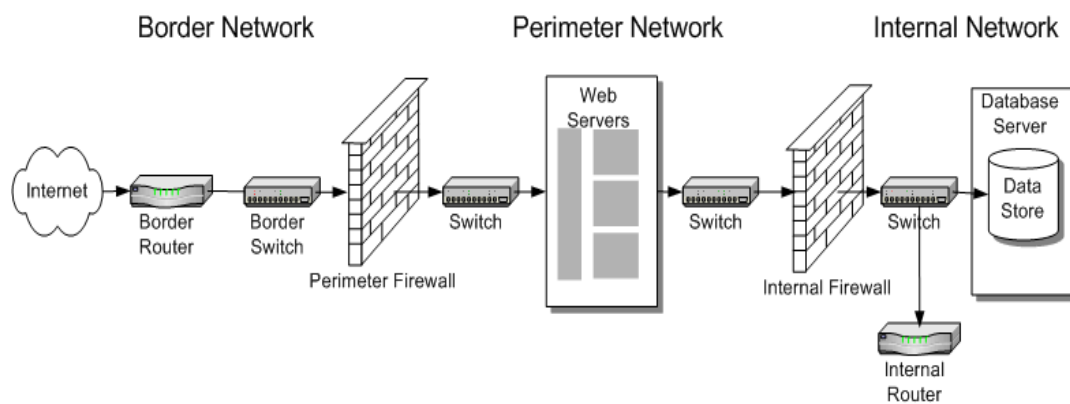 Border Network
Perimeter Network
Internal Network
Internet
Border
Router
Border
Switch
Perimeter Firewall
Switch
Web
Servers
Switch
Internal Firewall
Switch
Database
Server
Data
Store
Internal
Router